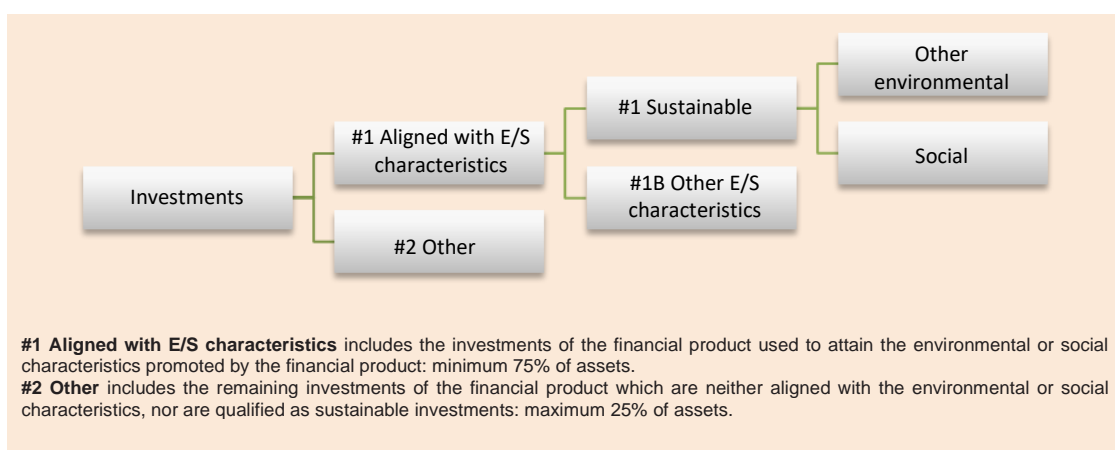 Other
environmental
#1 Sustainable
#1 Aligned with E/S
characteristics
Social
#1B Other E/S
characteristics
Investments
#2 Other
#1 Aligned with E/S characteristics includes the investments of the financial product used to attain the environmental or social
characteristics promoted by the financial product: minimum 75% of assets.
#2 Other includes the remaining investments of the financial product which are neither aligned with the environmental or social
characteristics, nor are qualified as sustainable investments: maximum 25% of assets.